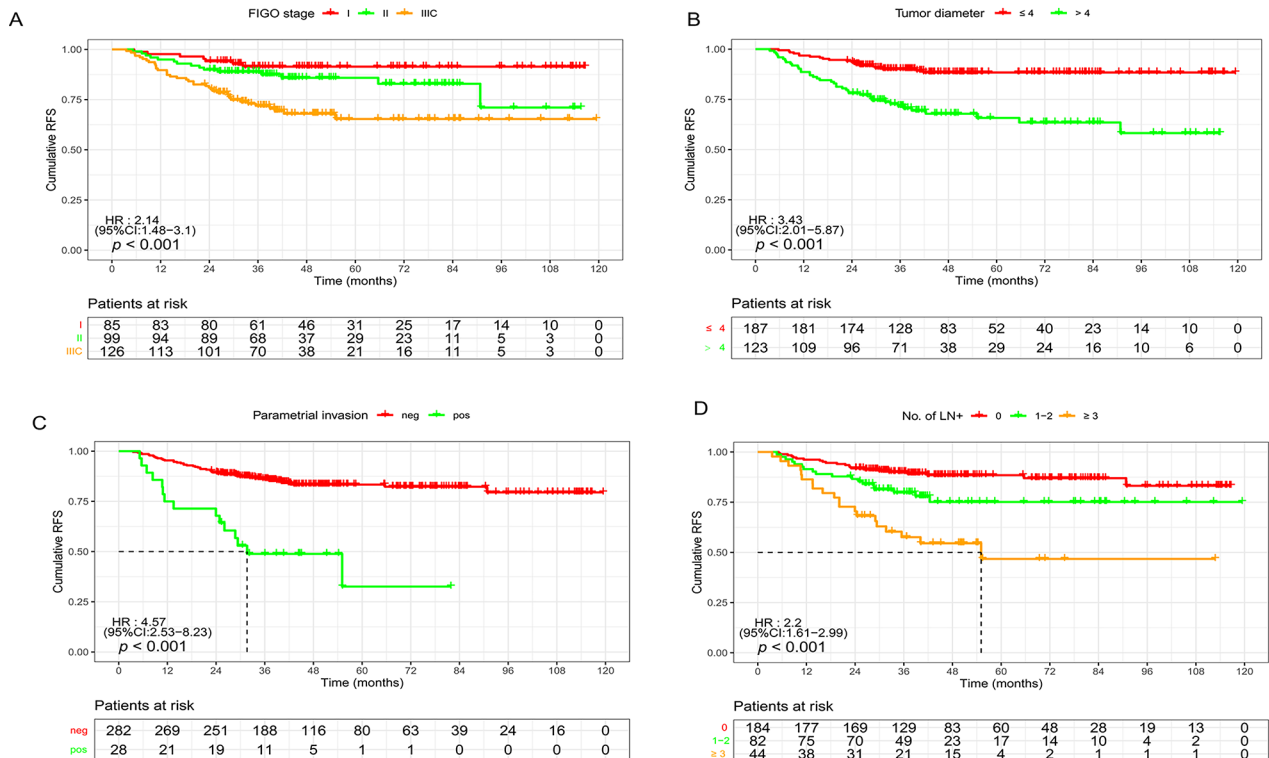 A
FIGO stage I II IIIC
Cumulative RFS
1.00
0.75
0.50
0.25
0.00
HR : 2.14
(95%CI:1.48−3.1)
p < 0.001
0 12 24 36 48 60 72 84 96 108 120
Time (months)
Patients at risk
I 85 83 80 61 46 31 25 17 14 10 0
II 99 94 89 68 37 29 23 11 5 3 0
IIIC 126 113 101 70 38 21 16 11 5 3 0
B
Tumor diameter ≤ 4 > 4
Cumulative RFS
1.00
0.75
0.50
0.25
0.00
HR : 3.43
(95%CI:2.01−5.87)
p < 0.001
0 12 24 36 48 60 72 84 96 108 120
Time (months)
Patients at risk
≤ 4 187 181 174 128 83 52 40 23 14 10 0
> 4 123 109 96 71 38 29 24 16 10 6 0
C
Parametrial invasion neg pos
Cumulative RFS
1.00
0.75
0.50
0.25
0.00
HR : 4.57
(95%CI:2.53−8.23)
p < 0.001
0 12 24 36 48 60 72 84 96 108 120
Time (months)
Patients at risk
neg 282 269 251 188 116 80 63 39 24 16 0
pos 28 21 19 11 5 1 1 0 0 0 0
D
No. of LN+ 0 1−2 ≥ 3
Cumulative RFS
1.00
0.75
0.50
0.25
0.00
HR : 2.2
(95%CI:1.61−2.99)
p < 0.001
0 12 24 36 48 60 72 84 96 108 120
Time (months)
Patients at risk
0 184 177 169 129 83 60 48 28 19 13 0
1−2 82 75 70 49 23 17 14 10 4 2 0
≥ 3 44 38 31 21 15 4 2 1 1 1 0